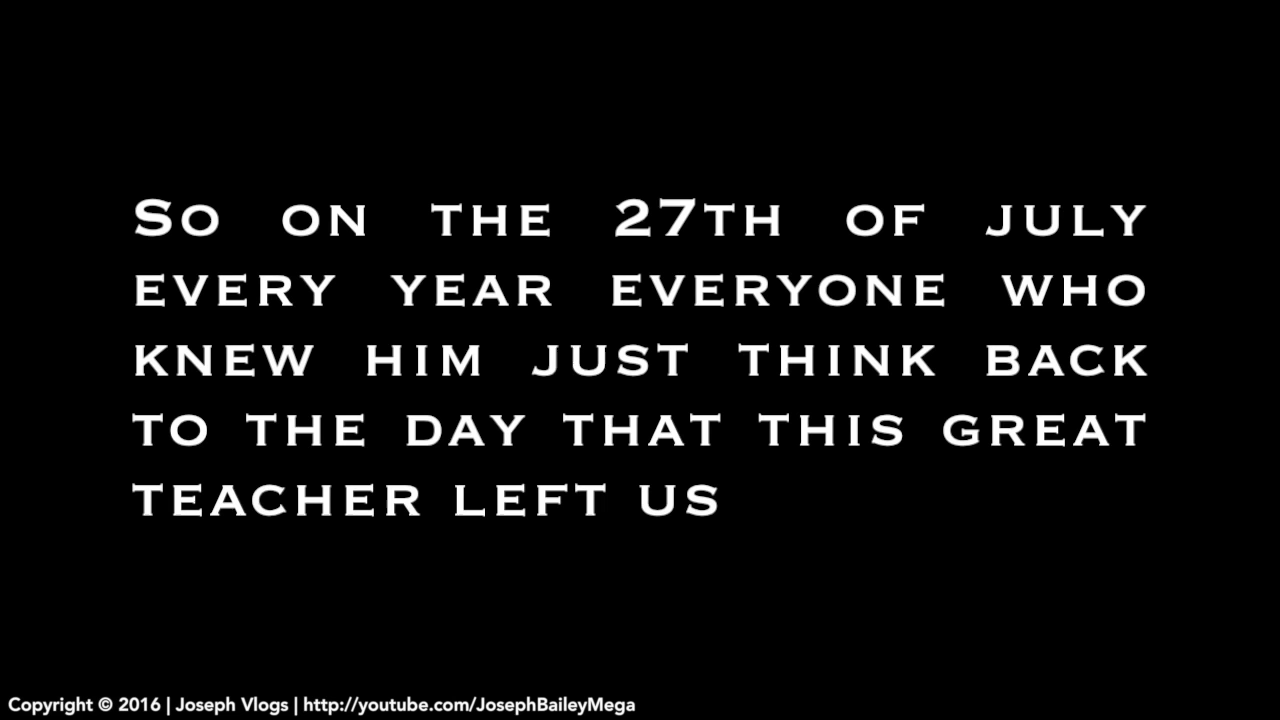 So on the 27th of july
every year everyone who
knew him just think back
to the day that this great
teacher left us
Copyright © 2016 | Joseph Vlogs | http://youtube.com/JosephBaileyMega